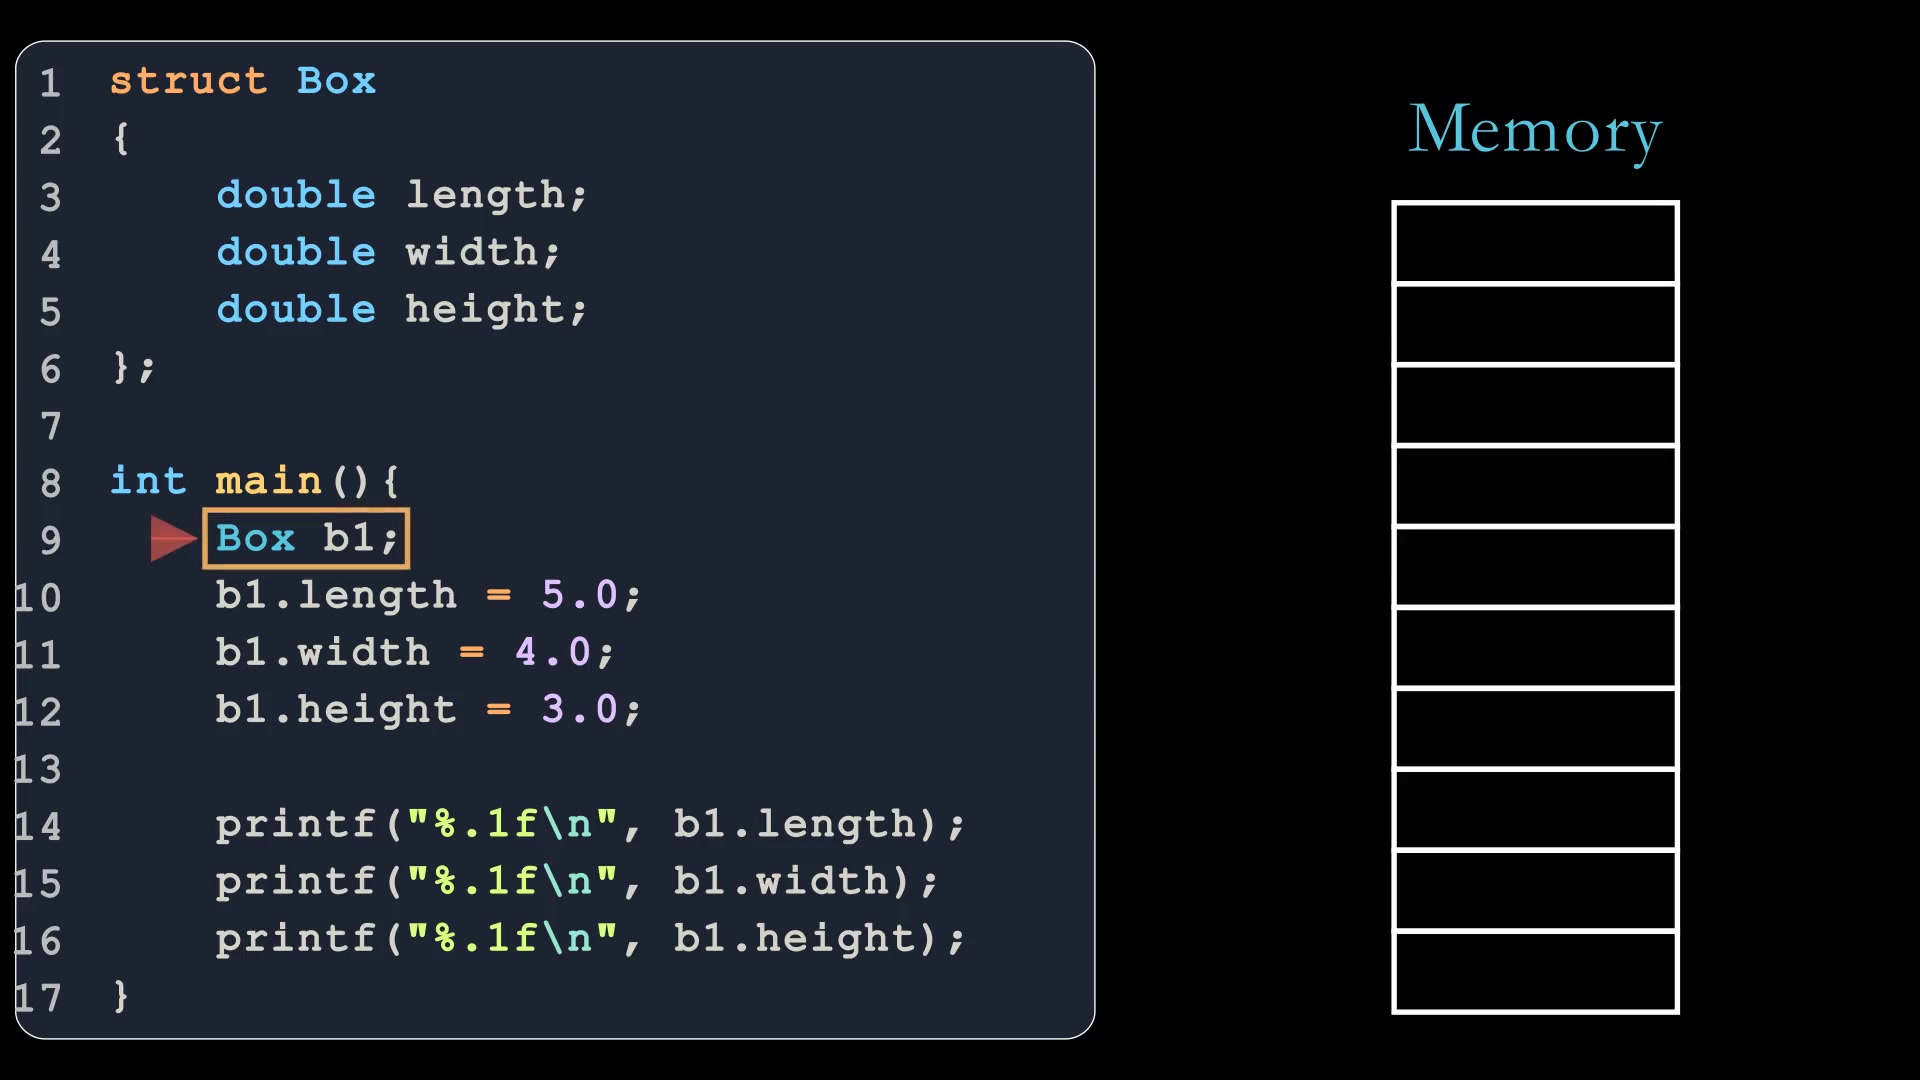 1 struct Box
2 {
3     double length;
4     double width;
5     double height;
6 };
7
8 int main(){
9     Box b1;
10     b1.length = 5.0;
11     b1.width = 4.0;
12     b1.height = 3.0;
13
14     printf("%.1f\n", b1.length);
15     printf("%.1f\n", b1.width);
16     printf("%.1f\n", b1.height);
17 }
Memory